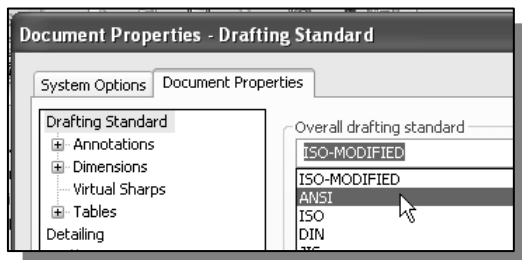 Document Properties - Drafting Standard
System Options Document Properties
Drafting Standard
Annotations
Dimensions
Virtual Sharps
Tables
Detailing
Overall drafting standard
ISO-MODIFIED
ISO-MODIFIED
ANSI
ISO
DIN